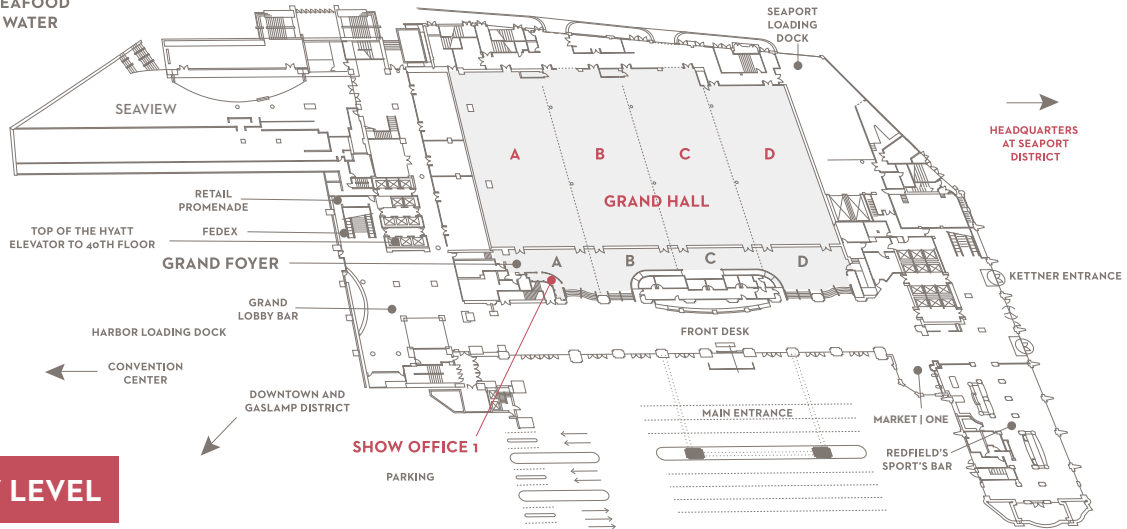 WATER
SEAPORT
LOADING
DOCK
SEAVIEW
HEADQUARTERS
AT SEAPORT
DISTRICT
A
B
C
D
GRAND HALL
RETAIL
PROMENADE
FEDEX
TOP OF THE HYATT
ELEVATOR TO 40TH FLOOR
GRAND FOYER
A
B
C
D
KETTNER ENTRANCE
GRAND
LOBBY BAR
HARBOR LOADING DOCK
FRONT DESK
CONVENTION
CENTER
DOWNTOWN AND
GASLAMP DISTRICT
MAIN ENTRANCE
MARKET | ONE
SHOW OFFICE 1
REDFIELD'S
SPORT'S BAR
PARKING
LEVEL